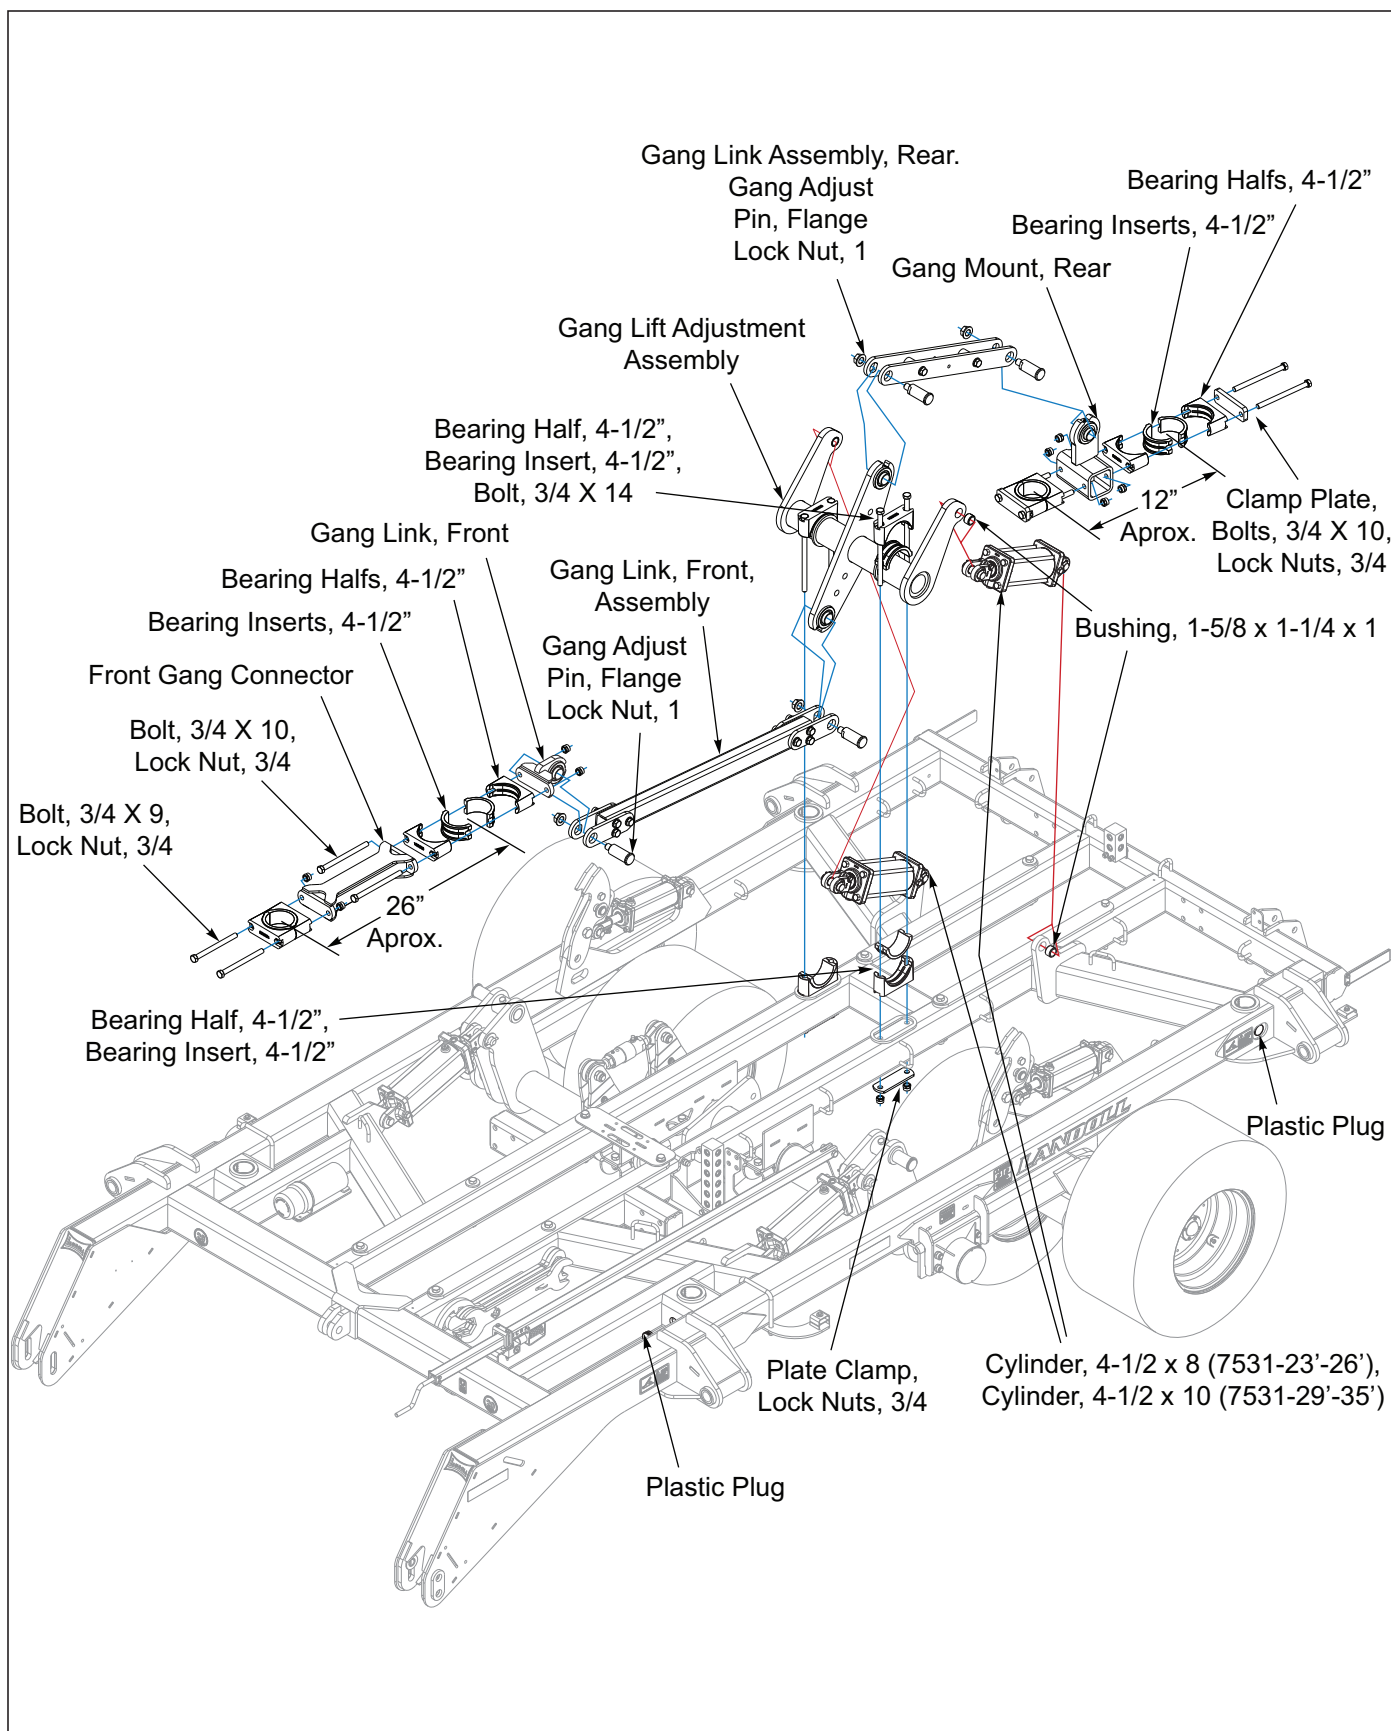 Gang Link Assembly, Rear.
Gang Adjust
Pin, Flange
Lock Nut, 1
Bearing Halfs, 4-1/2”
Bearing Inserts, 4-1/2”
Gang Mount, Rear
Gang Lift Adjustment
Assembly
Bearing Half, 4-1/2”,
Bearing Insert, 4-1/2”,
Bolt, 3/4 X 14
12”
Aprox.
Clamp Plate,
Bolts, 3/4 X 10,
Lock Nuts, 3/4
Gang Link, Front
Bearing Halfs, 4-1/2”
Bearing Inserts, 4-1/2”
Front Gang Connector
Bolt, 3/4 X 10,
Lock Nut, 3/4
Bolt, 3/4 X 9,
Lock Nut, 3/4
Gang Link, Front,
Assembly
Gang Adjust
Pin, Flange
Lock Nut, 1
Bushing, 1-5/8 x 1-1/4 x 1
26”
Aprox.
Bearing Half, 4-1/2”,
Bearing Insert, 4-1/2”
LANDOLL
Plastic Plug
Plate Clamp,
Lock Nuts, 3/4
Cylinder, 4-1/2 x 8 (7531-23’-26’),
Cylinder, 4-1/2 x 10 (7531-29’-35’)
Plastic Plug